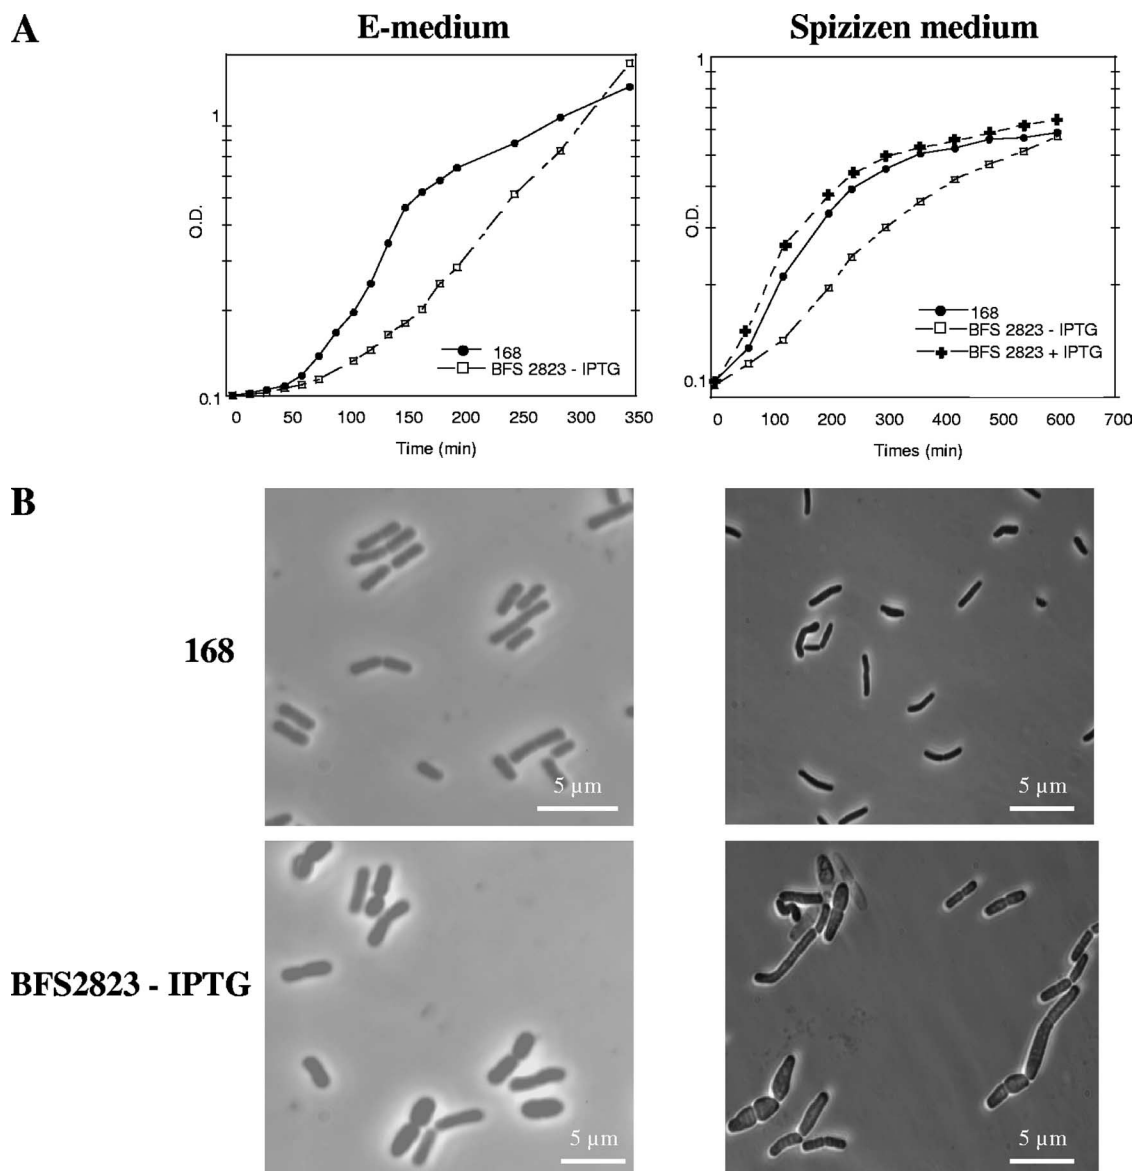 A
E-medium
Spizizen medium
1
0.1
O.D.
168
BFS 2823 - IPTG
0 50 100 150 200 250 300 350
Time (min)
1
0.1
O.D.
168
BFS 2823 - IPTG
BFS 2823 + IPTG
0 100 200 300 400 500 600 700
Times (min)
B
168
5 µm
5 µm
BFS2823 - IPTG
5 µm
5 µm